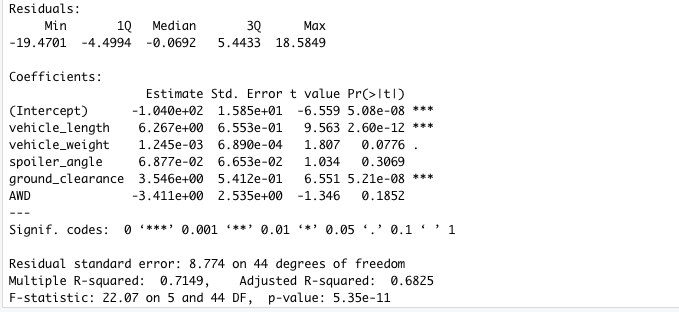 Residuals:
     Min       1Q   Median       3Q      Max
-19.4701  -4.4994  -0.0692   5.4433  18.5849
Coefficients:
                   Estimate Std. Error t value Pr(>|t|)
(Intercept)      -1.040e+02  1.585e+01  -6.559 5.08e-08 ***
vehicle_length    6.267e+00  6.553e-01   9.563 2.60e-12 ***
vehicle_weight    1.245e-03  6.890e-04   1.807   0.0776 .
spoiler_angle     6.877e-02  6.653e-02   1.034   0.3069
ground_clearance  3.546e+00  5.412e-01   6.551 5.21e-08 ***
AWD              -3.411e+00  2.535e+00  -1.346   0.1852
---
Signif. codes:  0 ‘***’ 0.001 ‘**’ 0.01 ‘*’ 0.05 ‘.’ 0.1 ‘ ’ 1
Residual standard error: 8.774 on 44 degrees of freedom
Multiple R-squared:  0.7149,    Adjusted R-squared:  0.6825
F-statistic: 22.07 on 5 and 44 DF,  p-value: 5.35e-11